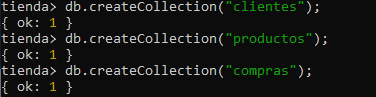 tienda> db.createCollection("clientes");
{ ok: 1 }
tienda> db.createCollection("productos");
{ ok: 1 }
tienda> db.createCollection("compras");
{ ok: 1 }